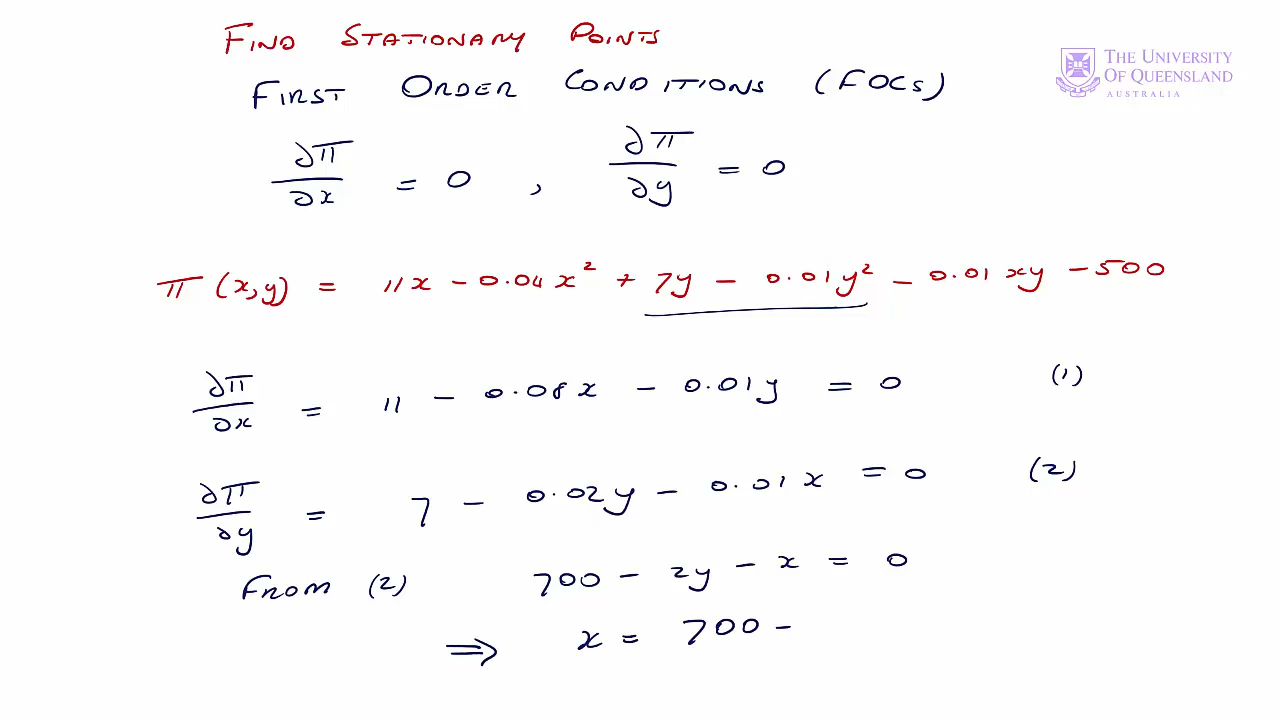 FIND STATIONARY POINTS
THE UNIVERSITY
OF QUEENSLAND
AUSTRALIA
FIRST ORDER CONDITIONS (FOCs)
∂π/∂x = 0 , ∂π/∂y = 0
π(x,y) = 11x - 0.04x² + 7y - 0.01y² - 0.01xy - 500
∂π/∂x = 11 - 0.08x - 0.01y = 0 (1)
∂π/∂y = 7 - 0.02y - 0.01x = 0 (2)
FROM (2) 700 - 2y - x = 0
⇒ x = 700 -